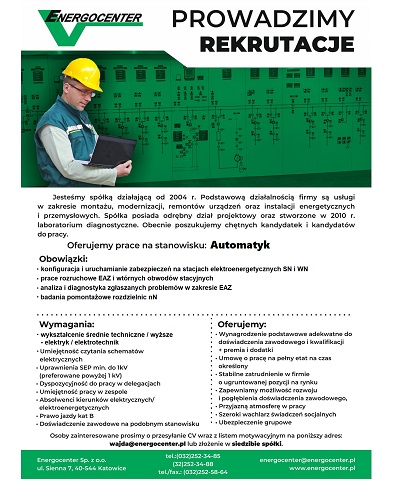 ENERGOCENTER
PROWADZIMY
REKRUTACJE
Jesteśmy spółką działającą od 2004 r. Podstawową działalnością firmy są usługi
w zakresie montażu, modernizacji, remontów urządzeń oraz instalacji energetycznych
i przemysłowych. Spółka posiada odrębny dział projektowy oraz stworzone w 2010 r.
laboratorium diagnostyczne. Obecnie poszukujemy chętnych kandydatek i kandydatów
do pracy.
Oferujemy prace na stanowisku: Automatyk
Obowiązki:
• konfiguracja i uruchamianie zabezpieczeń na stacjach elektroenergetycznych SN i WN
• prace rozruchowe EAZ i wtórnych obwodów stacyjnych
• analiza i diagnostyka zgłaszanych problemów w zakresie EAZ
• badania pomontażowe rozdzielnic nN
Wymagania:
• wykształcenie średnie techniczne / wyższe
• elektryk / elektrotechnik
• Umiejętność czytania schematów
elektrycznych
• Uprawnienia SEP min. do 1kV
(preferowane powyżej 1 kV)
• Dyspozycyjność do pracy w delegacjach
• Umiejętność pracy w zespole
• Absolwenci kierunków elektrycznych/
elektroenergetycznych
• Prawo jazdy kat B
• Doświadczenie zawodowe na podobnym stanowisku
Oferujemy:
• Wynagrodzenie podstawowe adekwatne do
doświadczenia zawodowego i kwalifikacji
+ premia i dodatki
• Umowę o pracę na pełny etat na czas
określony
• Stabilne zatrudnienie w firmie
o ugruntowanej pozycji na rynku
• Zapewniamy możliwość rozwoju
i pogłębienia doświadczenia zawodowego,
• Przyjazną atmosferę w pracy
• Szeroki wachlarz świadczeń socjalnych
• Ubezpieczenie grupowe
Osoby zainteresowane prosimy o przesyłanie CV wraz z listem motywacyjnym na poniższy adres:
wajda@energocenter.pl lub złożenie w siedzibie spółki.
Energocenter Sp. z o.o.
ul. Sienna 7, 40-544 Katowice
tel.:(032)252-34-85
(32)252-34-88
tel./fax.: (032)252-58-64
energocenter@energocenter.pl
www.energocenter.pl